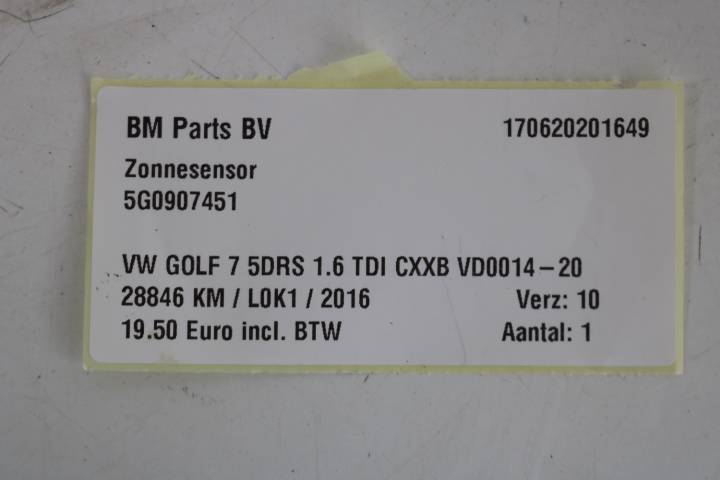 BM Parts BV 170620201649
Zonnesensor
5G0907451
VW GOLF 7 5DRS 1.6 TDI CXXB VD0014-20
28846 KM / L0K1 / 2016 Verz: 10
19.50 Euro incl. BTW Aantal: 1